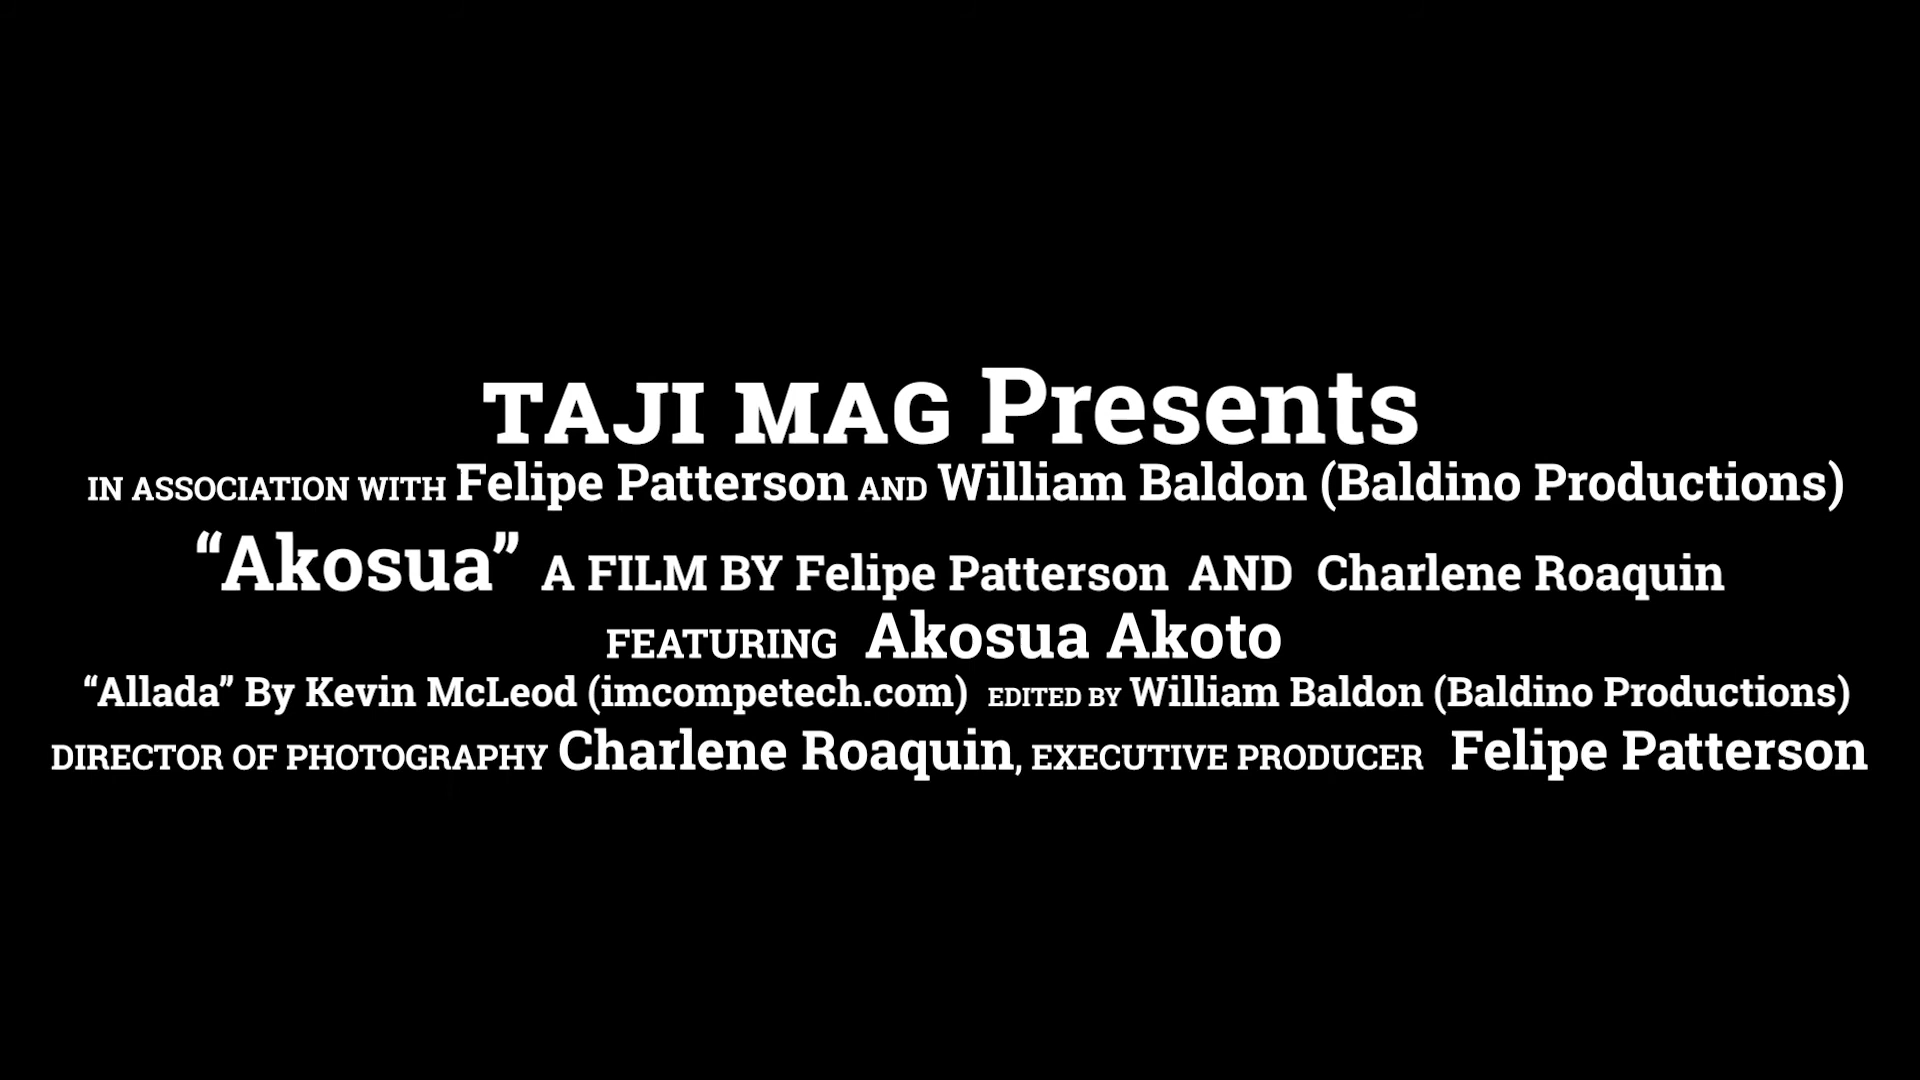 TAJI MAG Presents
IN ASSOCIATION WITH Felipe Patterson AND William Baldon (Baldino Productions)
“Akosua” A FILM BY Felipe Patterson AND Charlene Roaquin
FEATURING Akosua Akoto
“Allada” By Kevin McLeod (imcompetech.com) EDITED BY William Baldon (Baldino Productions)
DIRECTOR OF PHOTOGRAPHY Charlene Roaquin, EXECUTIVE PRODUCER Felipe Patterson